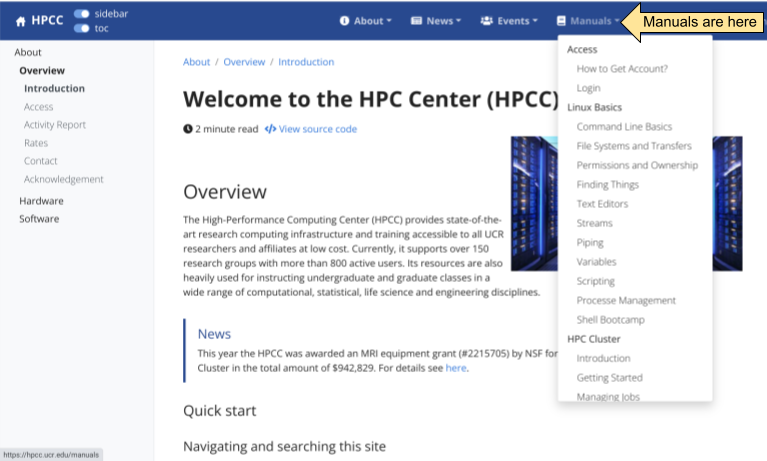 HPCC
sidebar
toc
About
News
Events
Manuals
Manuals are here
About
Overview
Introduction
Access
Activity Report
Rates
Contact
Acknowledgement
Hardware
Software
About / Overview / Introduction
Welcome to the HPC Center (HPCC)
2 minute read </> View source code
Overview
The High-Performance Computing Center (HPCC) provides state-of-the-
art research computing infrastructure and training accessible to all UCR
researchers and affiliates at low cost. Currently, it supports over 150
research groups with more than 800 active users. Its resources are also
heavily used for instructing undergraduate and graduate classes in a
wide range of computational, statistical, life science and engineering disciplines.
News
This year the HPCC was awarded an MRI equipment grant (#2215705) by NSF for
Cluster in the total amount of $942,829. For details see here.
Quick start
Navigating and searching this site
Access
How to Get Account?
Login
Linux Basics
Command Line Basics
File Systems and Transfers
Permissions and Ownership
Finding Things
Text Editors
Streams
Piping
Variables
Scripting
Processe Management
Shell Bootcamp
HPC Cluster
Introduction
Getting Started
Managing Jobs
https://hpcc.ucr.edu/manuals